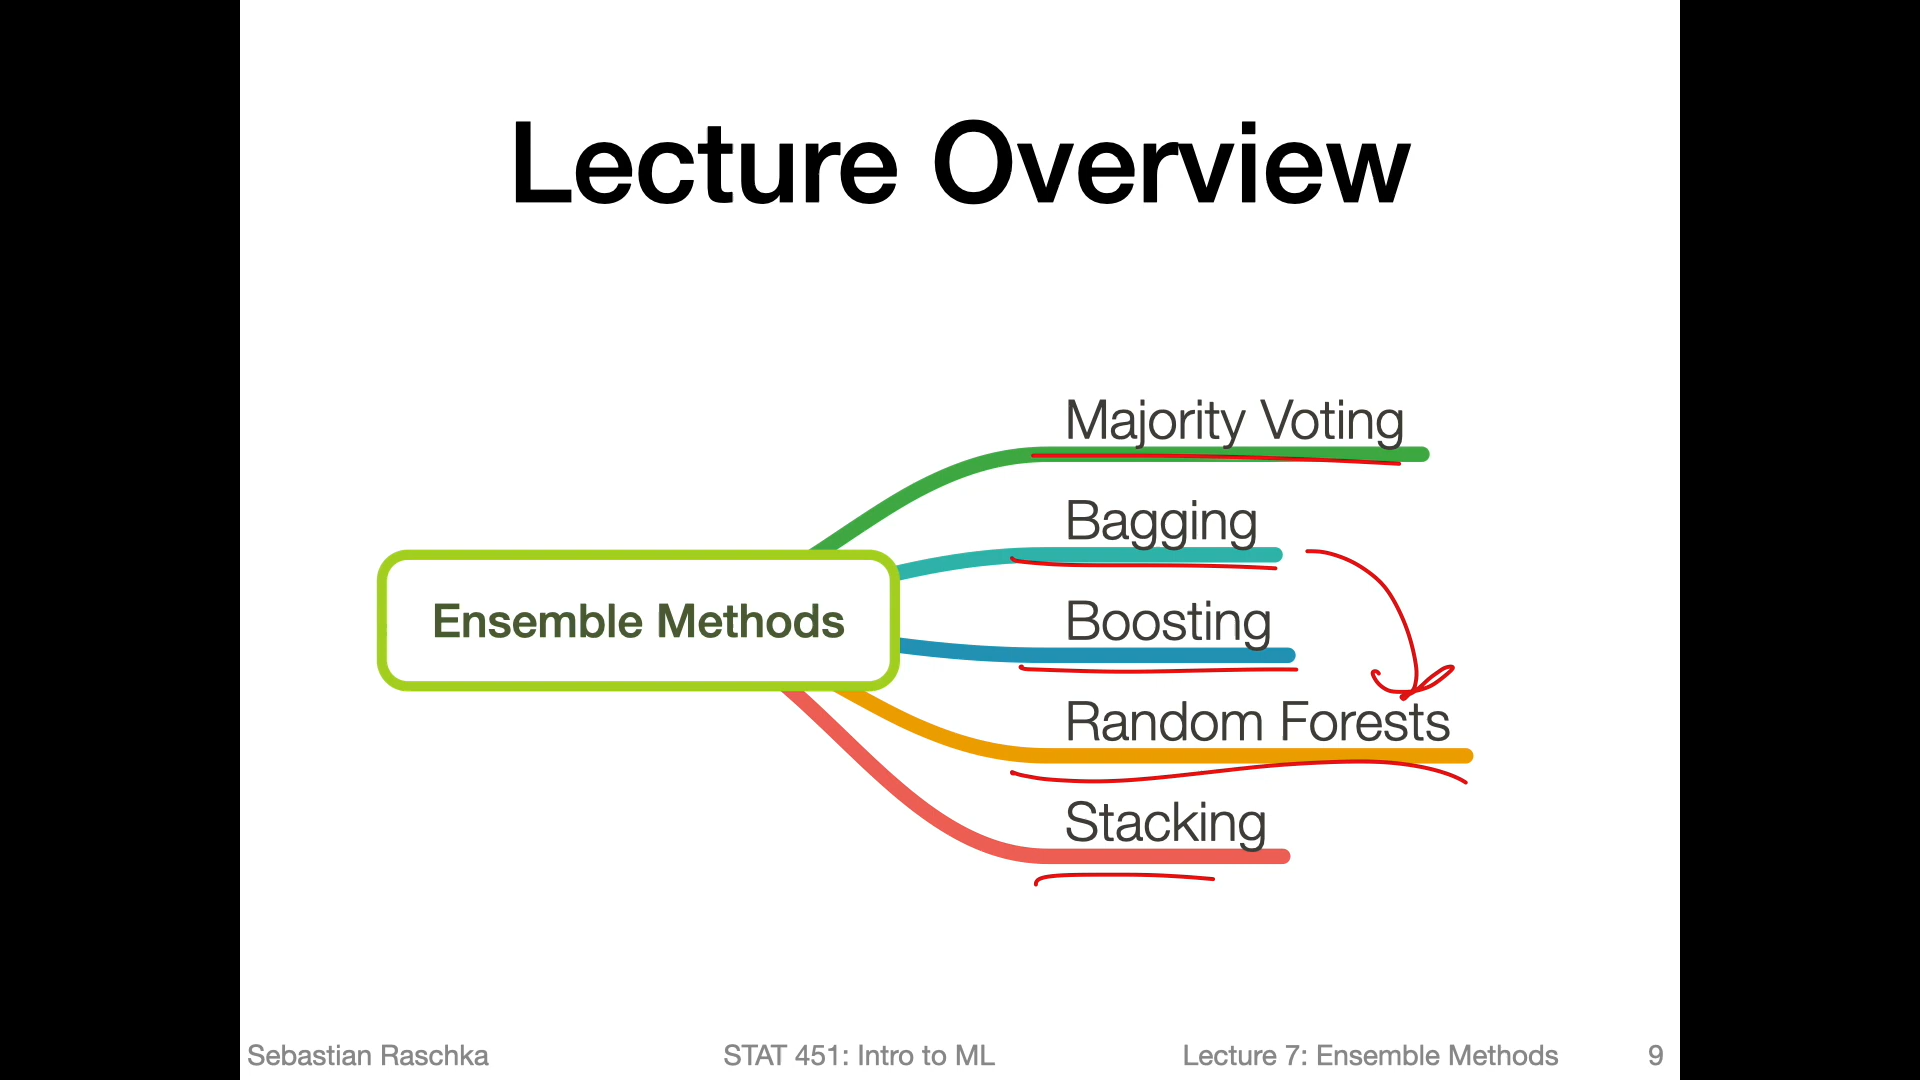 Lecture Overview
Majority Voting
Bagging
Boosting
Ensemble Methods
Random Forests
Stacking
Sebastian Raschka
STAT 451: Intro to ML
Lecture 7: Ensemble Methods
9